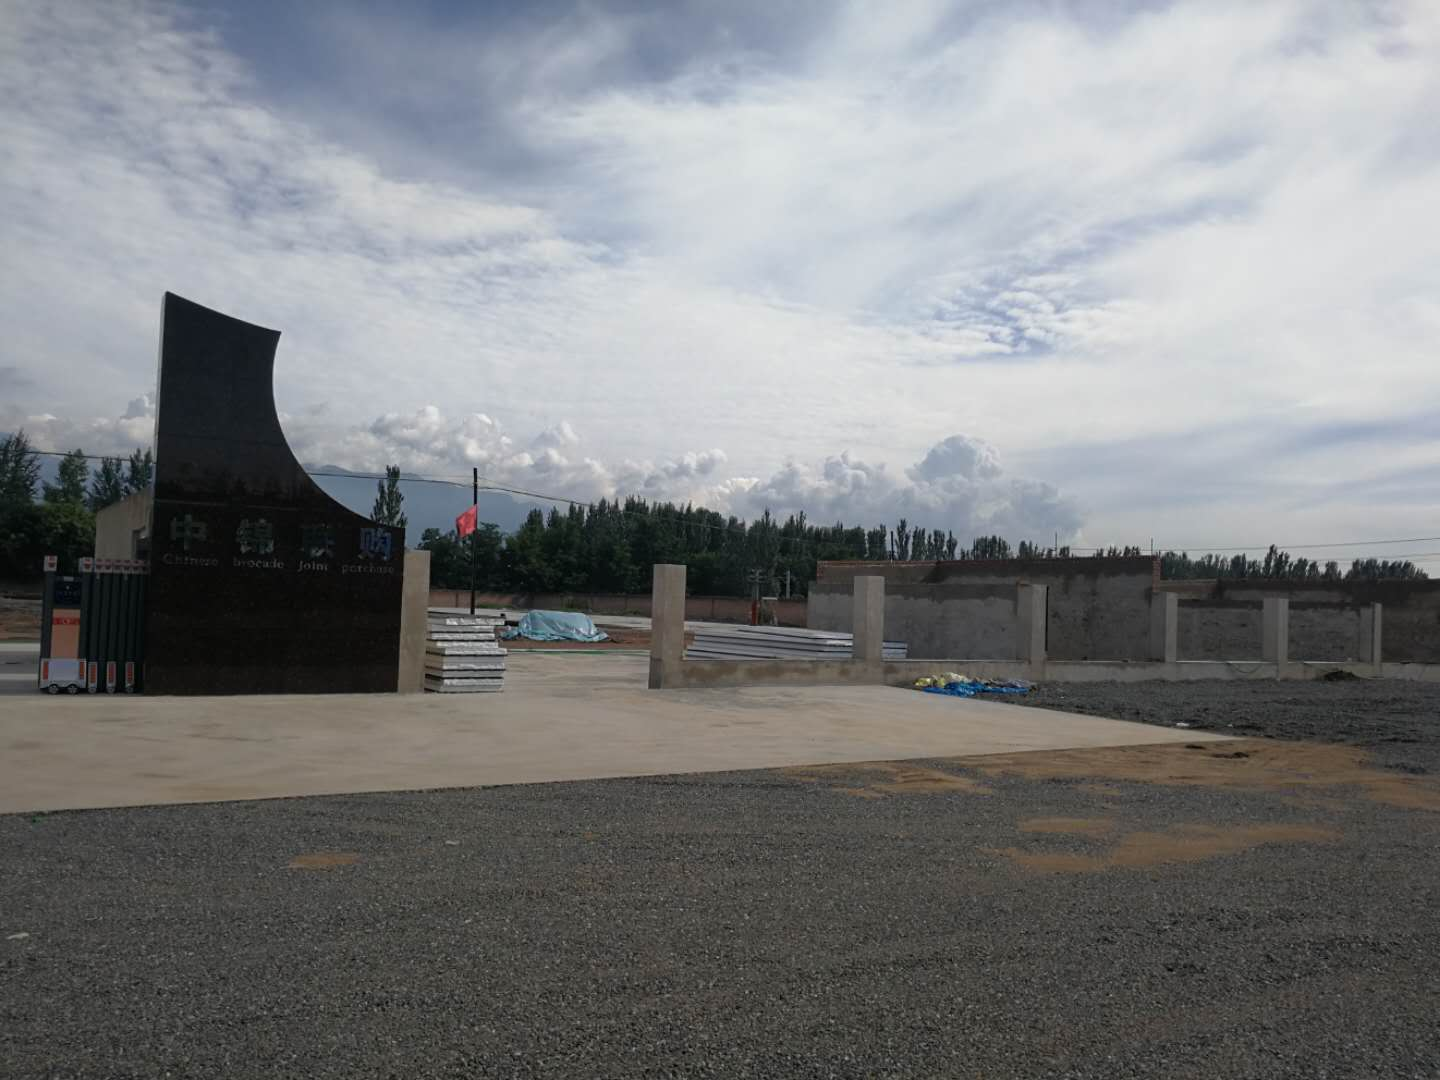 中锦联购
Chinese brocade Joint purchase